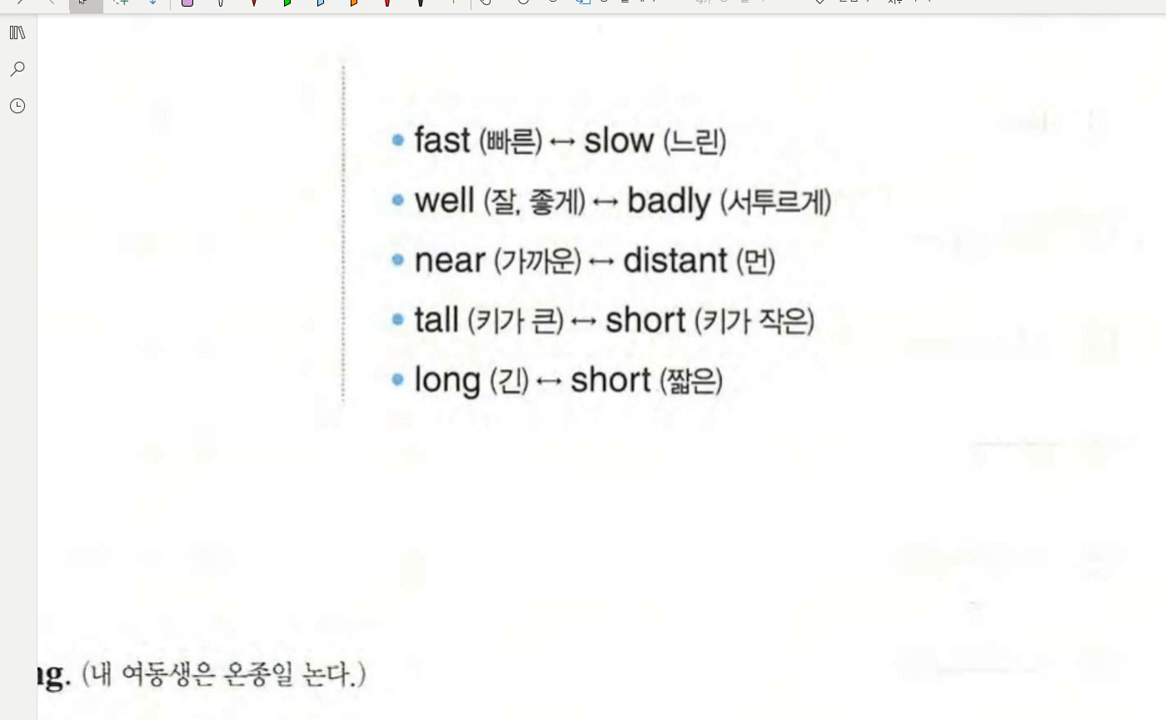 fast (빠른) ↔ slow (느린)
well (잘, 좋게) ↔ badly (서투르게)
near (가까운) ↔ distant (먼)
tall (키가 큰) ↔ short (키가 작은)
long (긴) ↔ short (짧은)
ng. (내 여동생은 온종일 논다.)